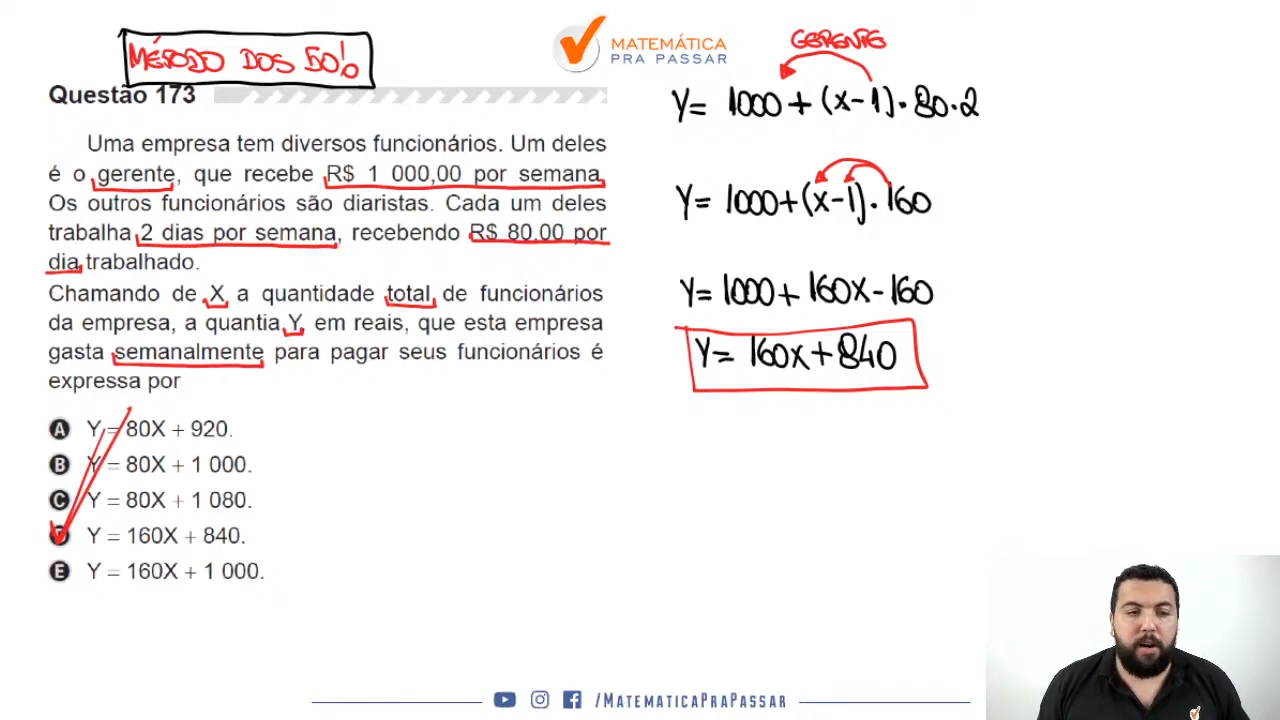 MÉTODO DOS 50%
MATEMÁTICA
PRA PASSAR
Questão 173
Uma empresa tem diversos funcionários. Um deles
é o gerente, que recebe R$ 1 000,00 por semana.
Os outros funcionários são diaristas. Cada um deles
trabalha 2 dias por semana, recebendo R$ 80,00 por
dia trabalhado.
Chamando de X a quantidade total de funcionários
da empresa, a quantia Y, em reais, que esta empresa
gasta semanalmente para pagar seus funcionários é
expressa por
A Y = 80X + 920.
B Y = 80X + 1 000.
C Y = 80X + 1 080.
Y = 160X + 840.
E Y = 160X + 1 000.
GERENTE
Y= 1000 + (x-1)·80·2
Y= 1000+(x-1)·160
Y= 1000+ 160x-160
Y= 160x+840
/MATEMATICAPRAPASSAR